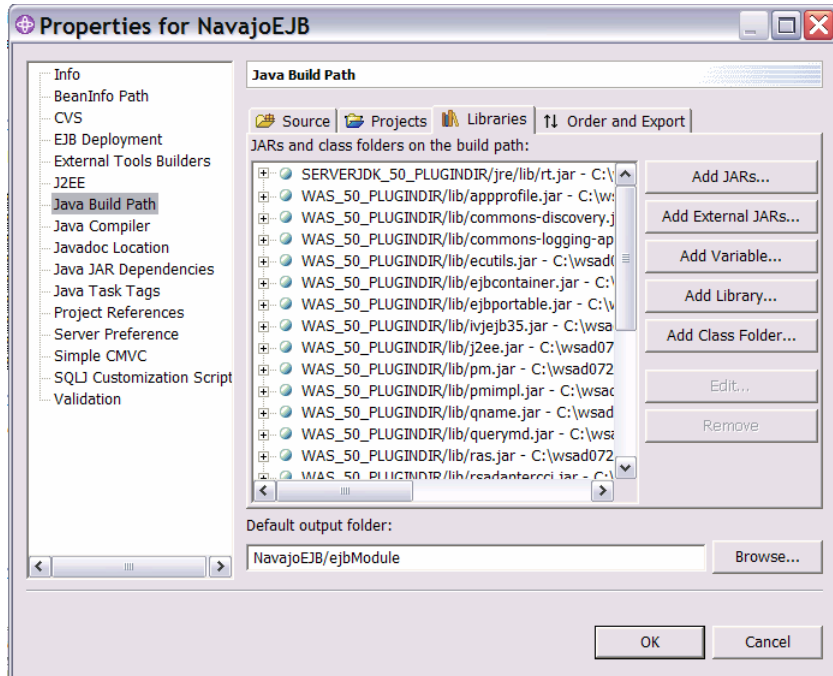 Properties for NavajoEJB
Info
BeanInfo Path
CVS
EJB Deployment
External Tools Builders
J2EE
Java Build Path
Java Compiler
Javadoc Location
Java JAR Dependencies
Java Task Tags
Project References
Server Preference
Simple CMVC
SQLJ Customization Script
Validation
Java Build Path
Source Projects Libraries Order and Export
JARs and class folders on the build path:
SERVERJDK_50_PLUGINDIR/jre/lib/rt.jar - C:\
WAS_50_PLUGINDIR/lib/appprofile.jar - C:\w
WAS_50_PLUGINDIR/lib/commons-discovery.j
WAS_50_PLUGINDIR/lib/commons-logging-ap
WAS_50_PLUGINDIR/lib/ecutils.jar - C:\wsad
WAS_50_PLUGINDIR/lib/ejbcontainer.jar - C:\
WAS_50_PLUGINDIR/lib/ejbportable.jar - C:\
WAS_50_PLUGINDIR/lib/ivjejb35.jar - C:\wsa
WAS_50_PLUGINDIR/lib/j2ee.jar - C:\wsad072
WAS_50_PLUGINDIR/lib/pm.jar - C:\wsad072
WAS_50_PLUGINDIR/lib/pmimpl.jar - C:\wsad
WAS_50_PLUGINDIR/lib/qname.jar - C:\wsad
WAS_50_PLUGINDIR/lib/querymd.jar - C:\wsa
WAS_50_PLUGINDIR/lib/ras.jar - C:\wsad072
WAS_50_PLUGINDIR/lib/rsadaptercci.jar - C:\
Add JARs...
Add External JARs...
Add Variable...
Add Library...
Add Class Folder...
Edit...
Remove
Default output folder:
NavajoEJB/ejbModule
Browse...
OK Cancel